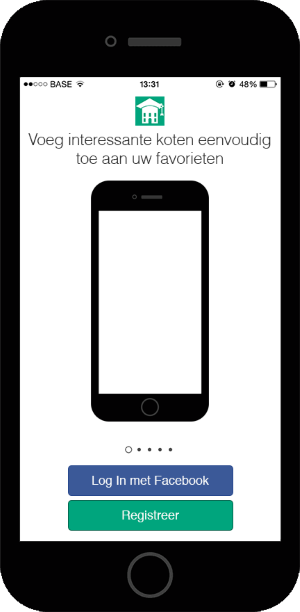 BASE 13:31 48%
Voeg interessante koten eenvoudig
toe aan uw favorieten
Log In met Facebook
Registreer